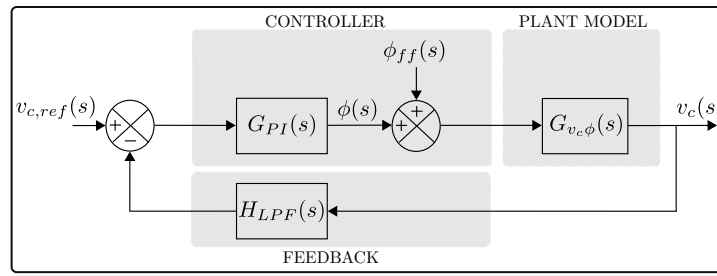 CONTROLLER
PLANT MODEL
ϕ_{ff}(s)
v_{c,ref}(s)
+
−
G_{PI}(s)
ϕ(s)
+
+
G_{v_cϕ}(s)
v_c(s
H_{LPF}(s)
FEEDBACK